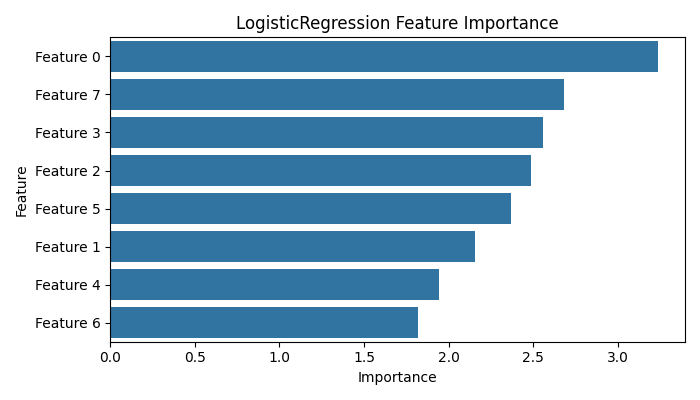 LogisticRegression Feature Importance
Feature
Feature 0
Feature 7
Feature 3
Feature 2
Feature 5
Feature 1
Feature 4
Feature 6
0.0 0.5 1.0 1.5 2.0 2.5 3.0
Importance